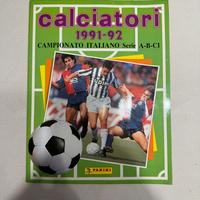 calciatori
1991-92
CAMPIONATO ITALIANO Serie A-B-C1
PANINI